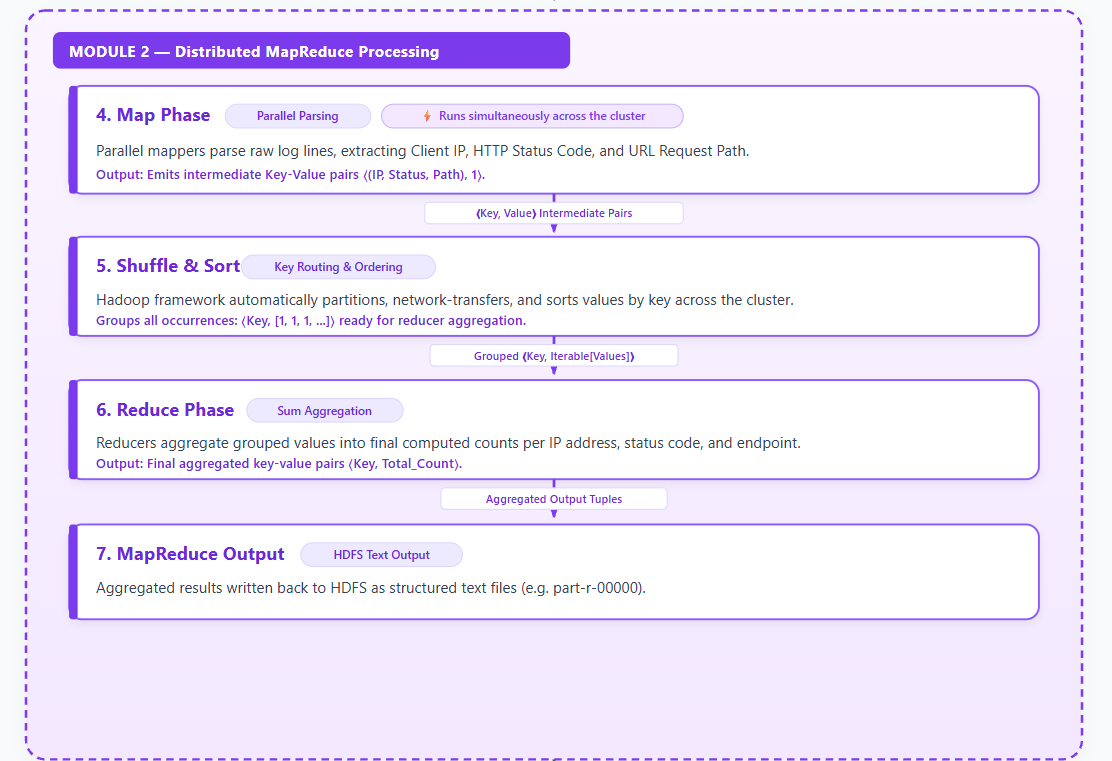 MODULE 2 — Distributed MapReduce Processing
4. Map Phase
Parallel Parsing
⚡ Runs simultaneously across the cluster
Parallel mappers parse raw log lines, extracting Client IP, HTTP Status Code, and URL Request Path.
Output: Emits intermediate Key-Value pairs ⟨(IP, Status, Path), 1⟩.
⟨Key, Value⟩ Intermediate Pairs
5. Shuffle & Sort
Key Routing & Ordering
Hadoop framework automatically partitions, network-transfers, and sorts values by key across the cluster.
Groups all occurrences: ⟨Key, [1, 1, 1, ...]⟩ ready for reducer aggregation.
Grouped ⟨Key, Iterable[Values]⟩
6. Reduce Phase
Sum Aggregation
Reducers aggregate grouped values into final computed counts per IP address, status code, and endpoint.
Output: Final aggregated key-value pairs ⟨Key, Total_Count⟩.
Aggregated Output Tuples
7. MapReduce Output
HDFS Text Output
Aggregated results written back to HDFS as structured text files (e.g. part-r-00000).